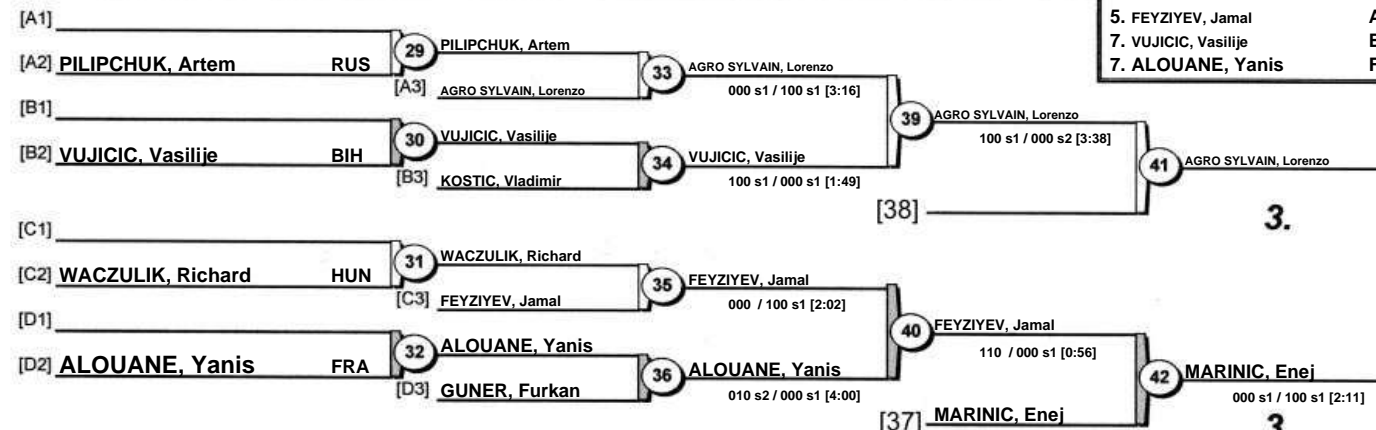 5. FEYZIYEV, Jamal
7. VUJICIC, Vasilije
7. ALOUANE, Yanis
[A1]
[A2] PILIPCHUK, Artem RUS
29
PILIPCHUK, Artem
[A3] AGRO SYLVAIN, Lorenzo
33
AGRO SYLVAIN, Lorenzo
000 s1 / 100 s1 [3:16]
[B1]
[B2] VUJICIC, Vasilije BIH
30
VUJICIC, Vasilije
[B3] KOSTIC, Vladimir
34
VUJICIC, Vasilije
100 s1 / 000 s1 [1:49]
39
AGRO SYLVAIN, Lorenzo
100 s1 / 000 s2 [3:38]
[38]
41
AGRO SYLVAIN, Lorenzo
3.
[C1]
[C2] WACZULIK, Richard HUN
31
WACZULIK, Richard
[C3] FEYZIYEV, Jamal
35
FEYZIYEV, Jamal
000 / 100 s1 [2:02]
[D1]
[D2] ALOUANE, Yanis FRA
32
ALOUANE, Yanis
[D3] GUNER, Furkan
36
ALOUANE, Yanis
010 s2 / 000 s1 [4:00]
40
FEYZIYEV, Jamal
110 / 000 s1 [0:56]
[37] MARINIC, Enej
42
MARINIC, Enej
000 s1 / 100 s1 [2:11]
3